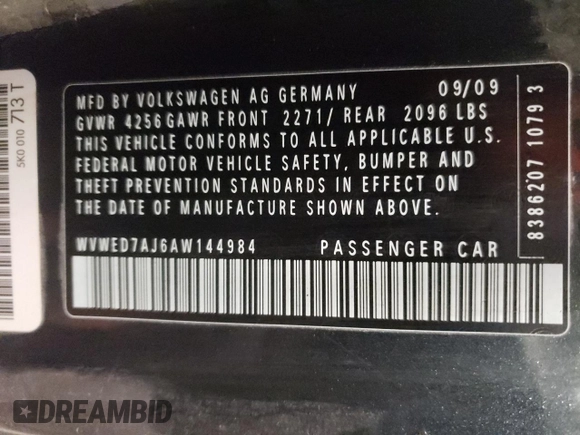 MFD BY VOLKSWAGEN AG GERMANY 09/09
GVWR 4256 GAWR FRONT 2271/ REAR 2096 LBS
THIS VEHICLE CONFORMS TO ALL APPLICABLE U.S.
FEDERAL MOTOR VEHICLE SAFETY, BUMPER AND
THEFT PREVENTION STANDARDS IN EFFECT ON
THE DATE OF MANUFACTURE SHOWN ABOVE.
WVWED7AJ6AW144984 PASSENGER CAR
8386207 1079 3
5K0 010 713 T
DREAMBID